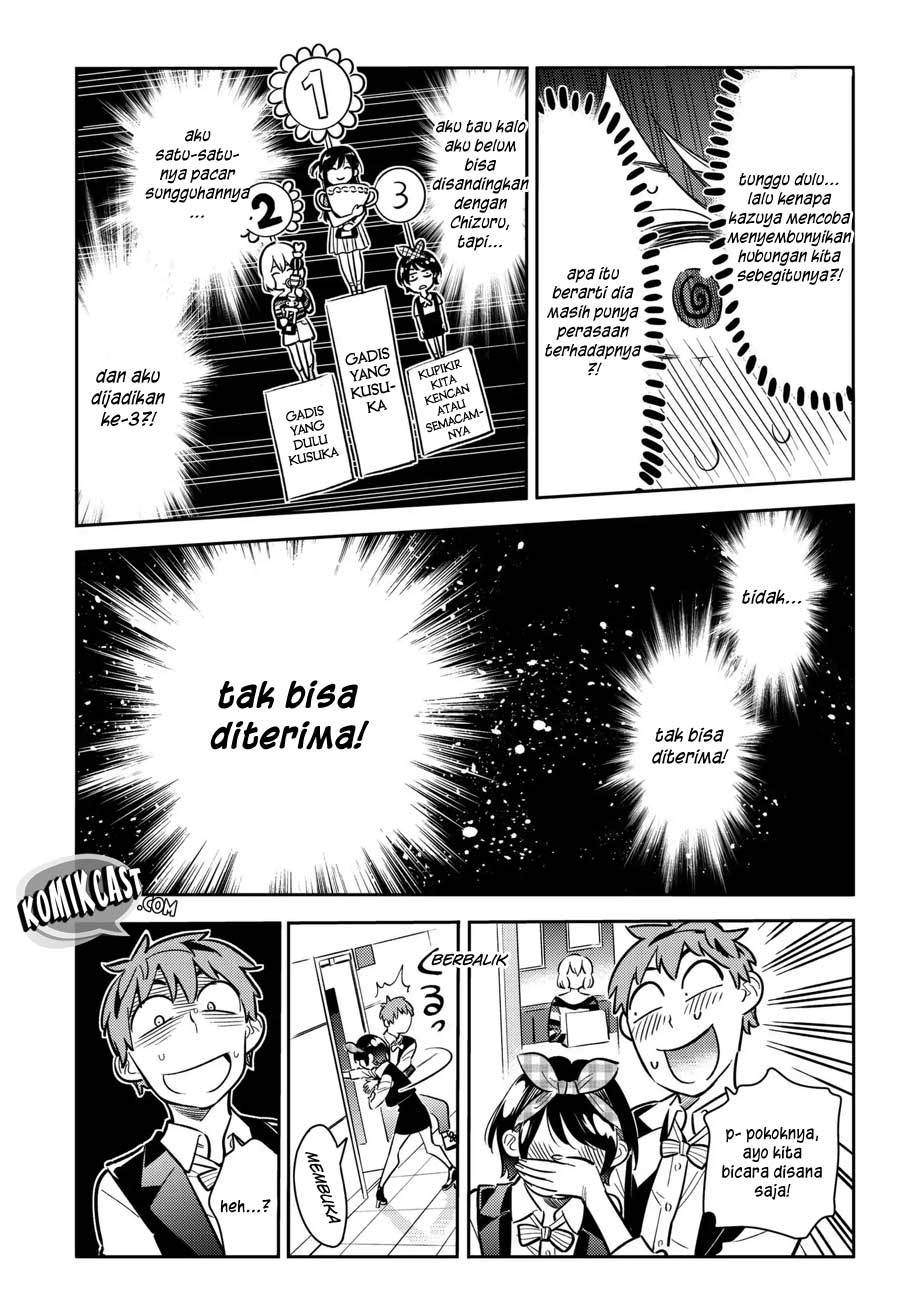 tunggu dulu...
lalu kenapa
kazuya mencoba
menyembunyikan
hubungan kita
sebegitunya?!
apa itu
berarti dia
masih punya
perasaan
terhadapnya
?!
aku tau kalo
aku belum
bisa
disandingkan
dengan
Chizuru,
tapi...
aku
satu-satu-
nya pacar
sungguhannya
...
1
2
3
GADIS
YANG
KUSU-
KA
GADIS
YANG
DULU
KUSUKA
KUPIKIR
KITA
KENCAN
ATAU
SEMACAM-
NYA
dan aku
dijadikan
ke-3?!
tidak...
tak bisa
diterima!
tak bisa
diterima!
KOMIKCAST
.COM
p- pokoknya,
ayo kita
bicara disana
saja!
BERBALIK
MEMBUKA
heh...?